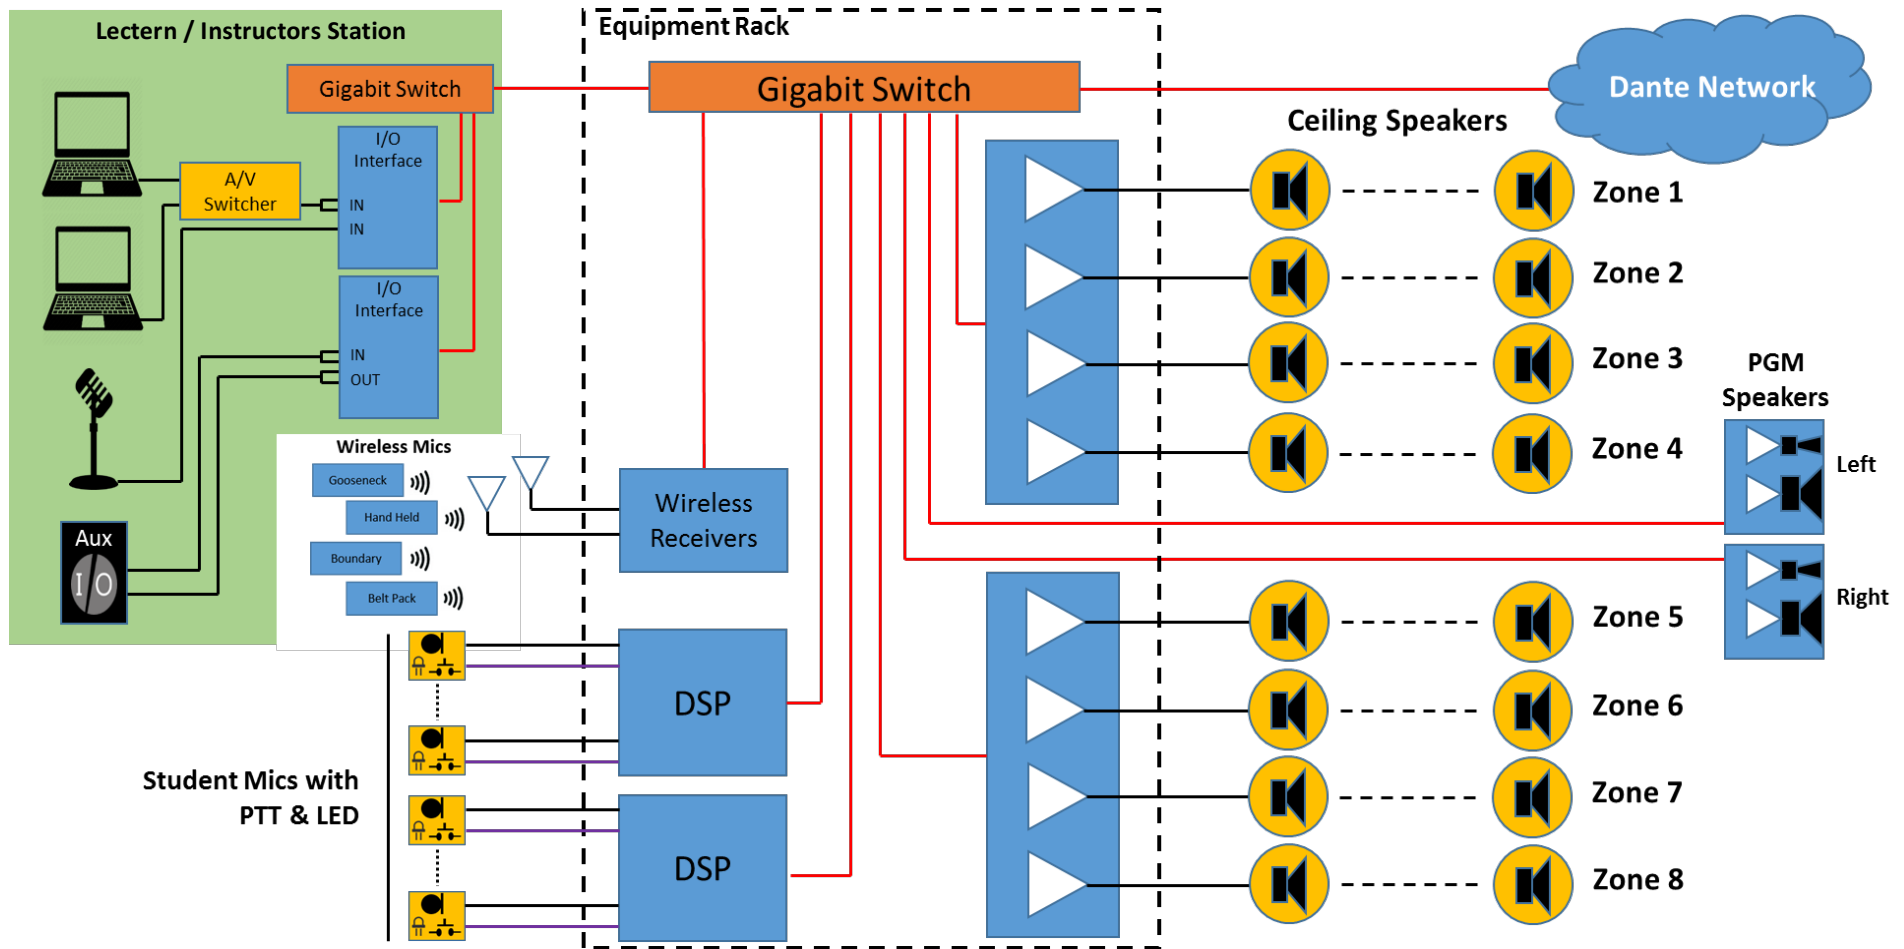 Lectern / Instructors Station
Equipment Rack
Gigabit Switch
Gigabit Switch
Dante Network
I/O
Interface
A/V
Switcher
IN
IN
I/O
Interface
IN
OUT
Aux
I/O
Wireless Mics
Gooseneck
Hand Held
Boundary
Belt Pack
Wireless
Receivers
Student Mics with
PTT & LED
DSP
DSP
Ceiling Speakers
Zone 1
Zone 2
Zone 3
Zone 4
Zone 5
Zone 6
Zone 7
Zone 8
PGM
Speakers
Left
Right